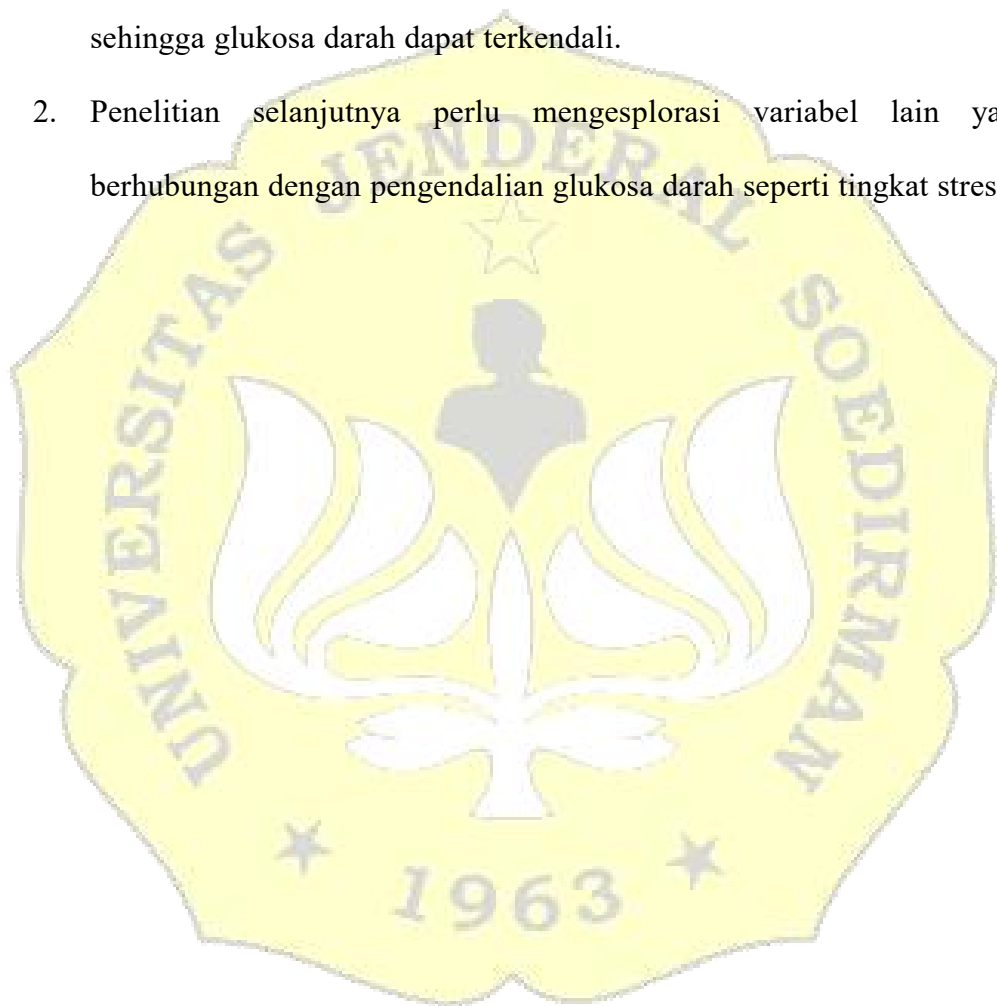 sehingga glukosa darah dapat terkendali.
2. Penelitian selanjutnya perlu mengesplorasi variabel lain ya
berhubungan dengan pengendalian glukosa darah seperti tingkat stres
UNIVERSITAS JENDERAL SOEDIRMAN
1963